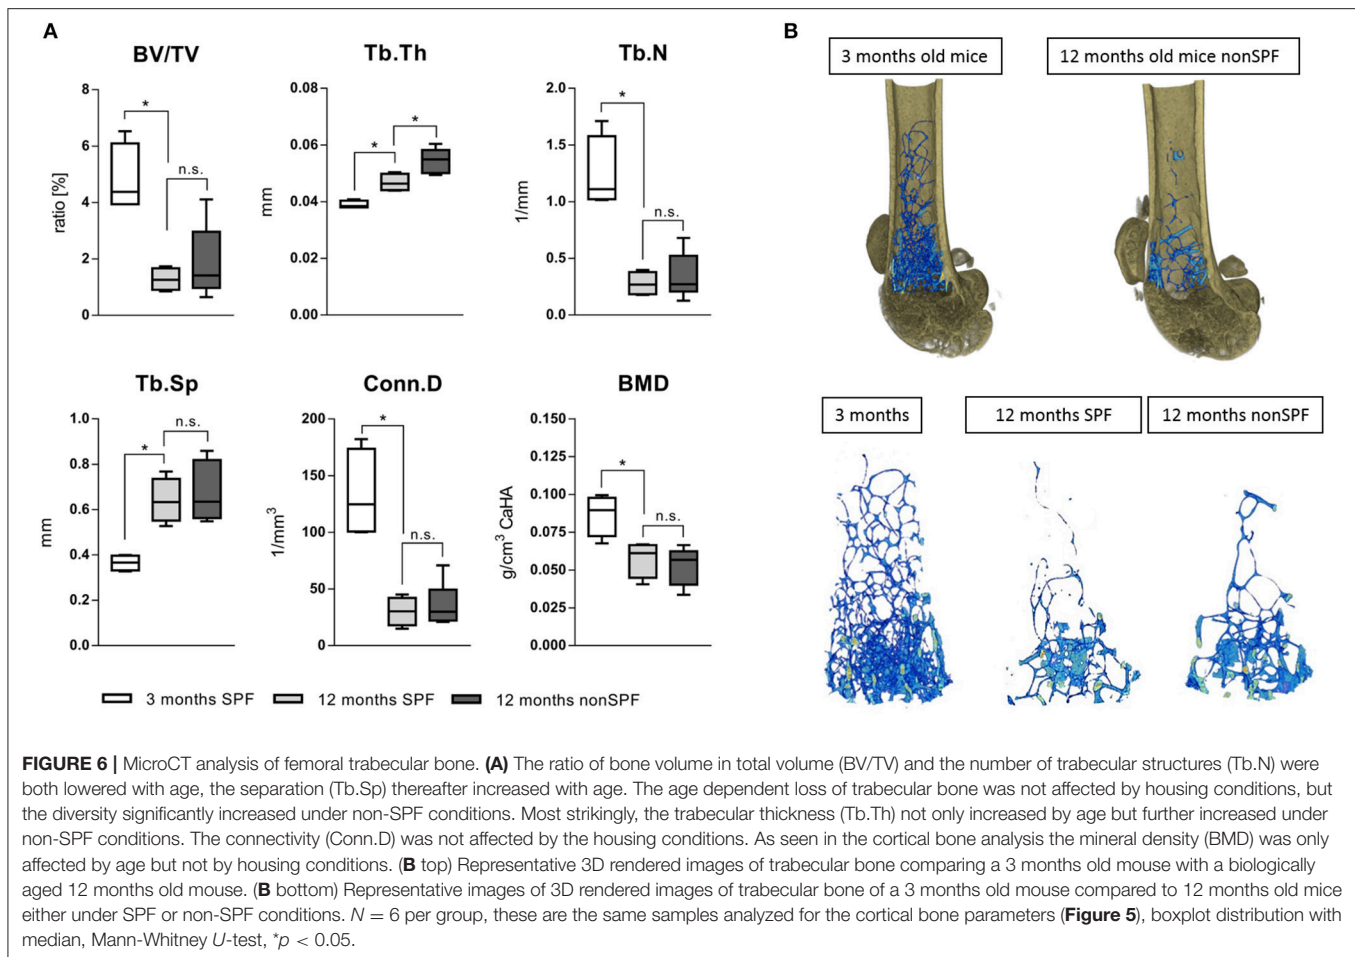 A
BV/TV
ratio [%]
8
6
4
2
0
*
n.s.
Tb.Th
mm
0.08
0.06
0.04
0.02
0.00
*
*
Tb.N
1/mm
2.0
1.5
1.0
0.5
0.0
*
n.s.
Tb.Sp
mm
1.0
0.8
0.6
0.4
0.2
0.0
*
n.s.
Conn.D
1/mm³
200
150
100
50
0
*
n.s.
BMD
g/cm³ CaHA
0.150
0.125
0.100
0.075
0.050
0.025
0.000
*
n.s.
3 months SPF 12 months SPF 12 months nonSPF
B
3 months old mice
12 months old mice nonSPF
3 months
12 months SPF
12 months nonSPF
FIGURE 6 | MicroCT analysis of femoral trabecular bone. (A) The ratio of bone volume in total volume (BV/TV) and the number of trabecular structures (Tb.N) were
both lowered with age, the separation (Tb.Sp) thereafter increased with age. The age dependent loss of trabecular bone was not affected by housing conditions, but
the diversity significantly increased under non-SPF conditions. Most strikingly, the trabecular thickness (Tb.Th) not only increased by age but further increased under
non-SPF conditions. The connectivity (Conn.D) was not affected by the housing conditions. As seen in the cortical bone analysis the mineral density (BMD) was only
affected by age but not by housing conditions. (B top) Representative 3D rendered images of trabecular bone comparing a 3 months old mouse with a biologically
aged 12 months old mouse. (B bottom) Representative images of 3D rendered images of trabecular bone of a 3 months old mouse compared to 12 months old mice
either under SPF or non-SPF conditions. N = 6 per group, these are the same samples analyzed for the cortical bone parameters (Figure 5), boxplot distribution with
median, Mann-Whitney U-test, *p < 0.05.